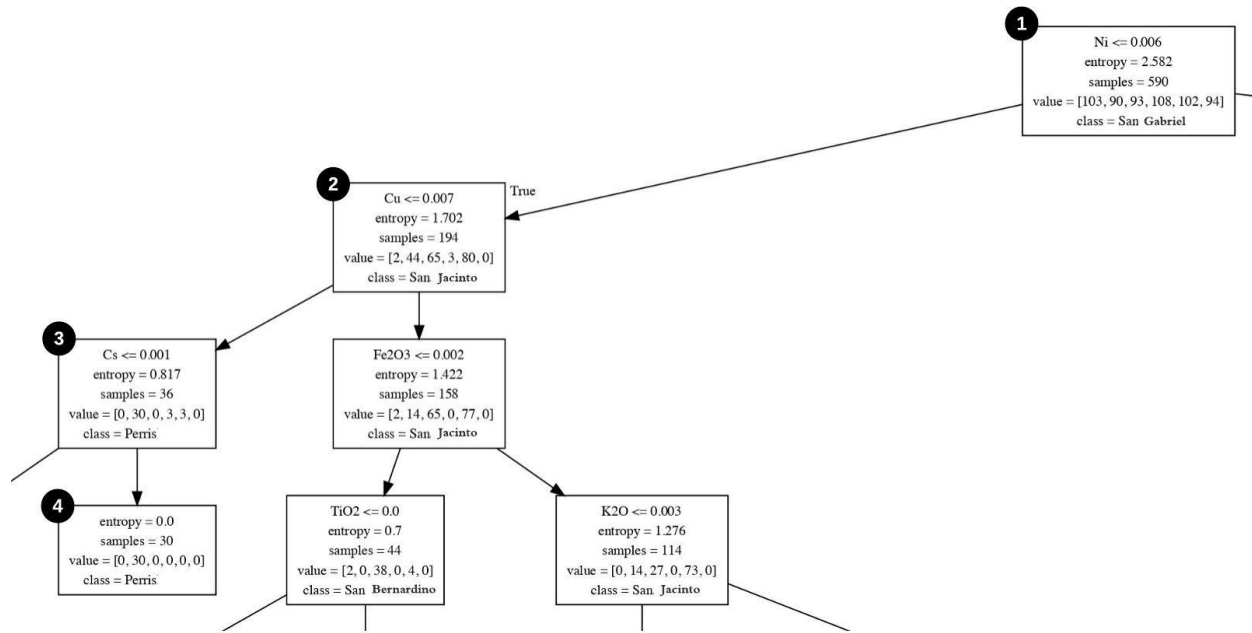 1
Ni <= 0.006
entropy = 2.582
samples = 590
value = [103, 90, 93, 108, 102, 94]
class = San Gabriel
2
True
Cu <= 0.007
entropy = 1.702
samples = 194
value = [2, 44, 65, 3, 80, 0]
class = San Jacinto
3
Cs <= 0.001
entropy = 0.817
samples = 36
value = [0, 30, 0, 3, 3, 0]
class = Perris
Fe2O3 <= 0.002
entropy = 1.422
samples = 158
value = [2, 14, 65, 0, 77, 0]
class = San Jacinto
4
entropy = 0.0
samples = 30
value = [0, 30, 0, 0, 0, 0]
class = Perris
TiO2 <= 0.0
entropy = 0.7
samples = 44
value = [2, 0, 38, 0, 4, 0]
class = San Bernardino
K2O <= 0.003
entropy = 1.276
samples = 114
value = [0, 14, 27, 0, 73, 0]
class = San Jacinto